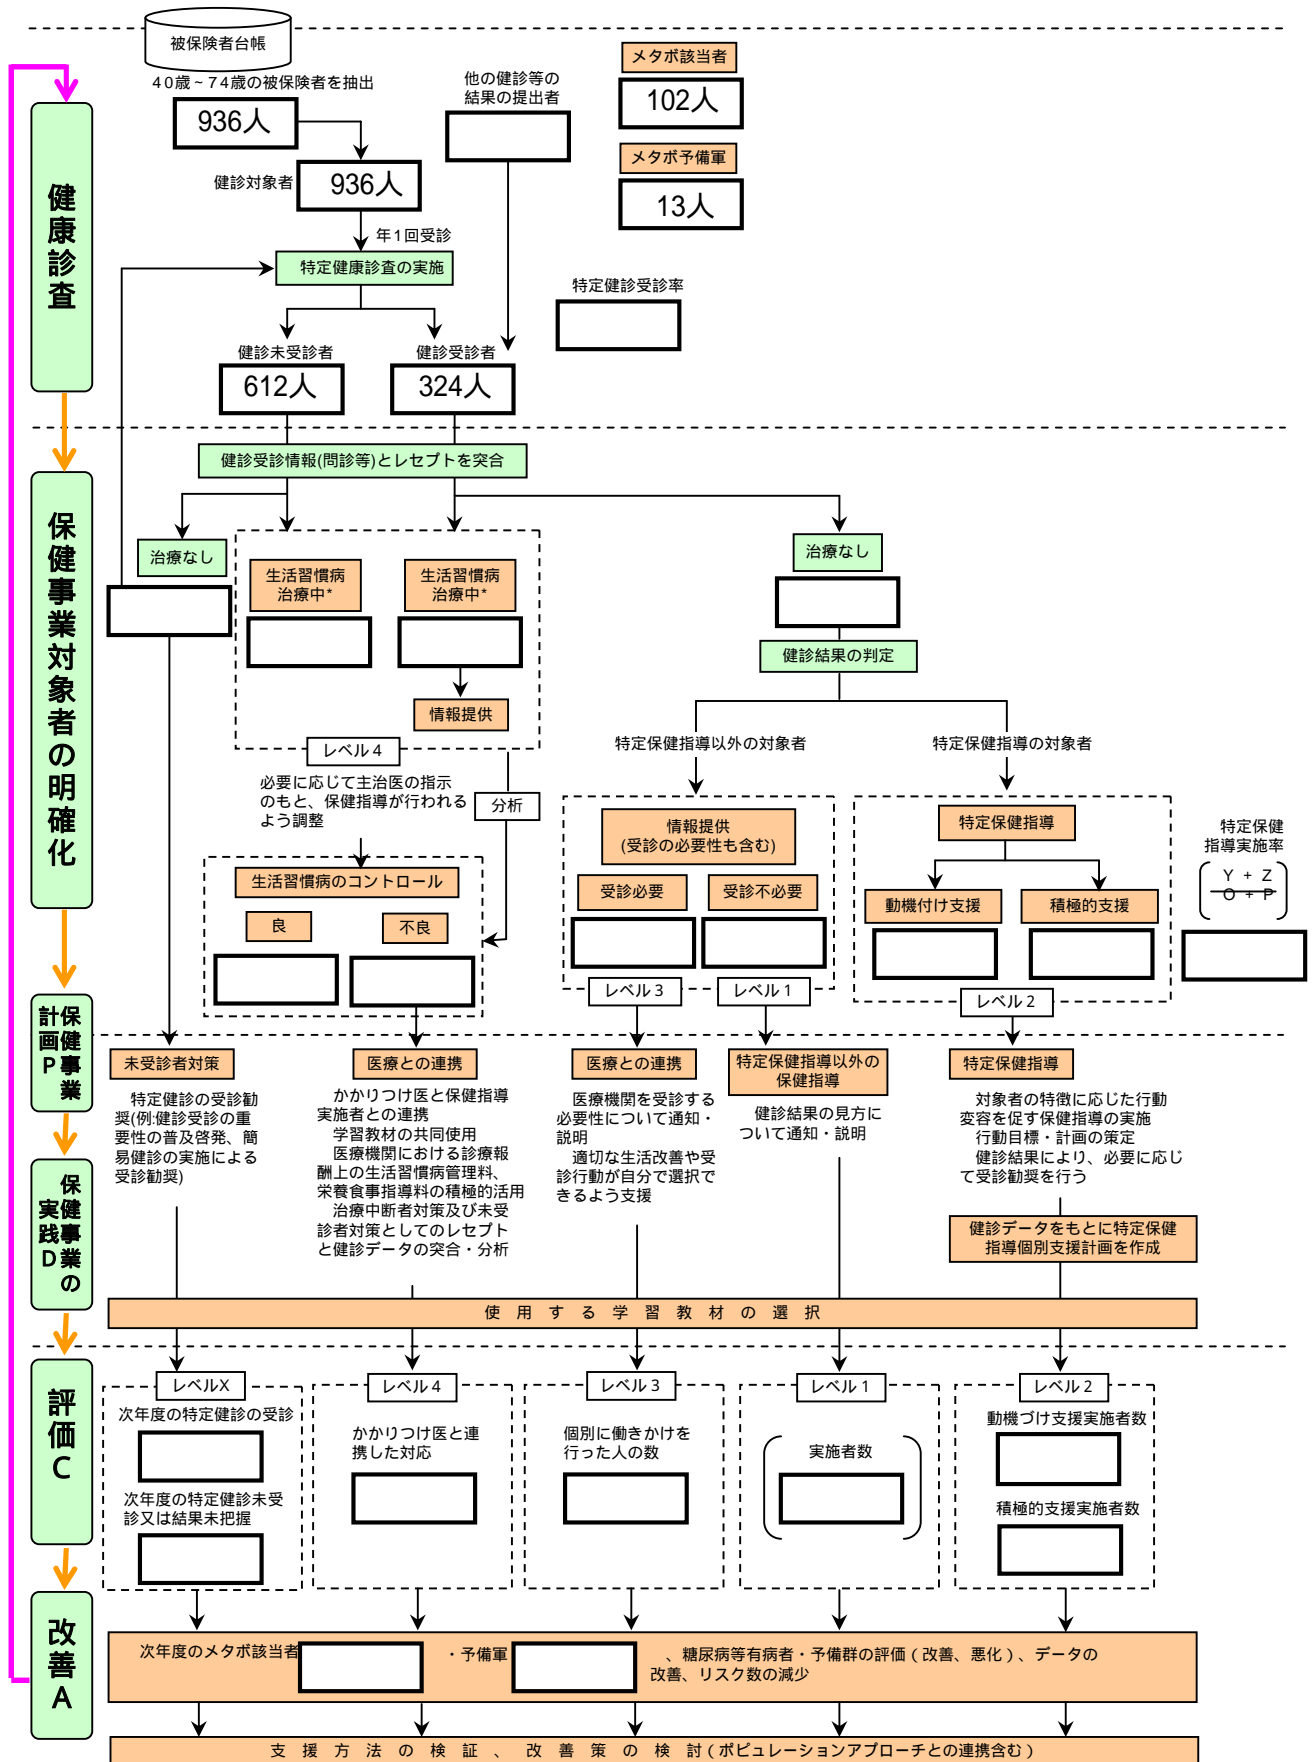 被保険者台帳
40歳~74歳の被保険者を抽出
936人
健診対象者
936人
年1回受診
特定健康診査の実施
他の健診等の
結果の提出者
メタボ該当者
102人
メタボ予備軍
13人
特定健診受診率
健診未受診者
612人
健診受診者
324人
健康診査
健診受診情報(問診等)とレセプトを突合
治療なし
生活習慣病
治療中*
生活習慣病
治療中*
情報提供
レベル4
治療なし
健診結果の判定
特定保健指導以外の対象者
特定保健指導の対象者
保健事業対象者の明確化
必要に応じて主治医の指示
のもと、保健指導が行われる
よう調整
分析
生活習慣病のコントロール
良
不良
情報提供
(受診の必要性も含む)
受診必要
受診不必要
レベル3
レベル1
特定保健指導
動機付け支援
積極的支援
レベル2
特定保健
指導実施率
Y + Z
O + P
保健事業
計画P
未受診者対策
特定健診の受診勧
奨(例:健診受診の重
要性の普及啓発、簡
易健診の実施による
受診勧奨)
医療との連携
かかりつけ医と保健指導
実施者との連携
学習教材の共同使用
医療機関における診療報
酬上の生活習慣病管理料、
栄養食事指導料の積極的活用
治療中断者対策及び未受
診者対策としてのレセプト
と健診データの突合・分析
医療との連携
医療機関を受診する
必要性について通知・
説明
適切な生活改善や受
診行動が自分で選択で
きるよう支援
特定保健指導以外の
保健指導
健診結果の見方に
ついて通知・説明
特定保健指導
対象者の特徴に応じた行動
変容を促す保健指導の実施
行動目標・計画の策定
健診結果により、必要に応じ
て受診勧奨を行う
健診データをもとに特定保健
指導個別支援計画を作成
保健事業の
実践D
使用する学習教材の選択
評価C
レベルX
次年度の特定健診の受診
次年度の特定健診未受
診又は結果未把握
レベル4
かかりつけ医と連
携した対応
レベル3
個別に働きかけを
行った人の数
レベル1
実施者数
レベル2
動機づけ支援実施者数
積極的支援実施者数
改善A
次年度のメタボ該当者
・予備軍
、糖尿病等有病者・予備群の評価(改善、悪化)、データの
改善、リスク数の減少
支援方法の検証、改善策の検討(ポピュレーションアプローチとの連携含む)